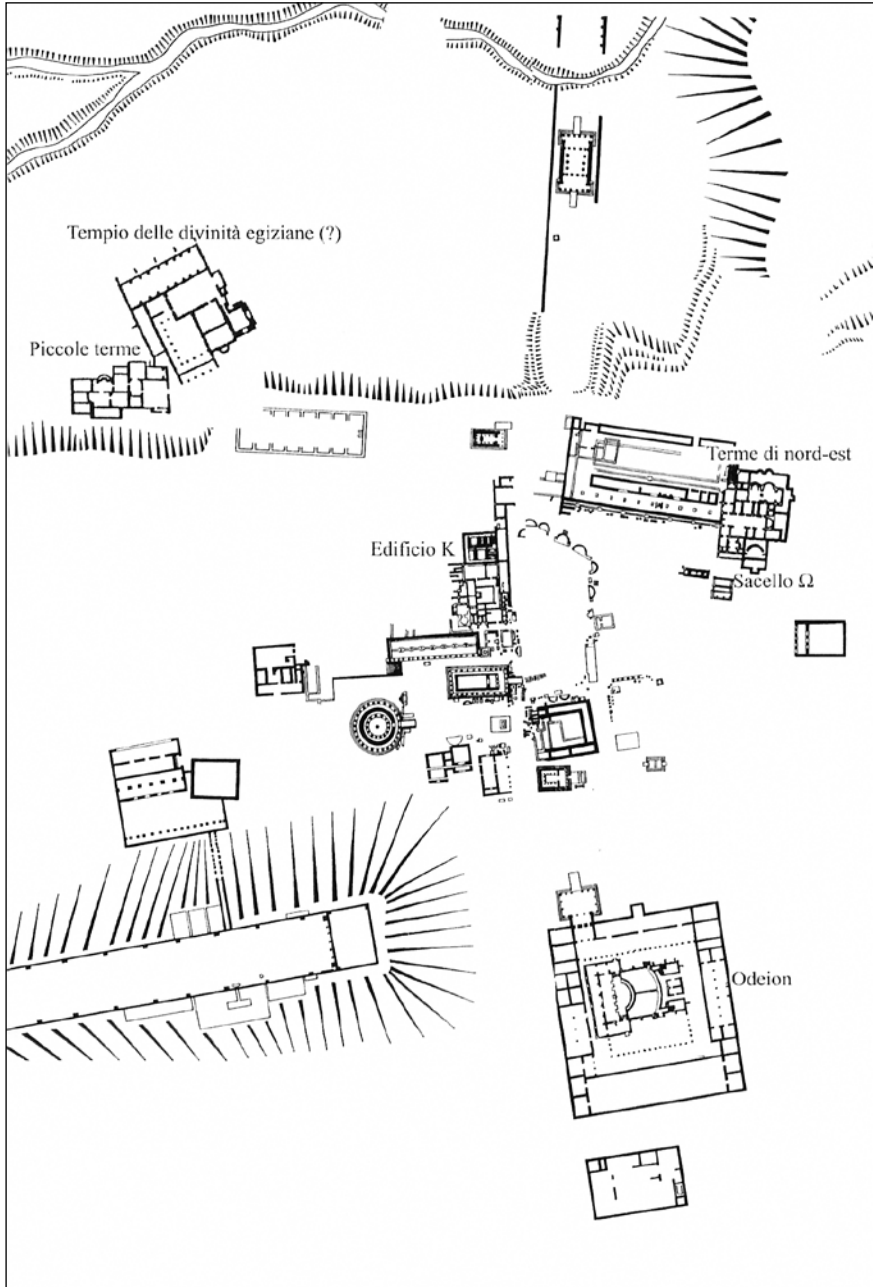 Tempio delle divinità egiziane (?)
Piccole terme
Terme di nord-est
Edificio K
Sacello Ω
Odeion